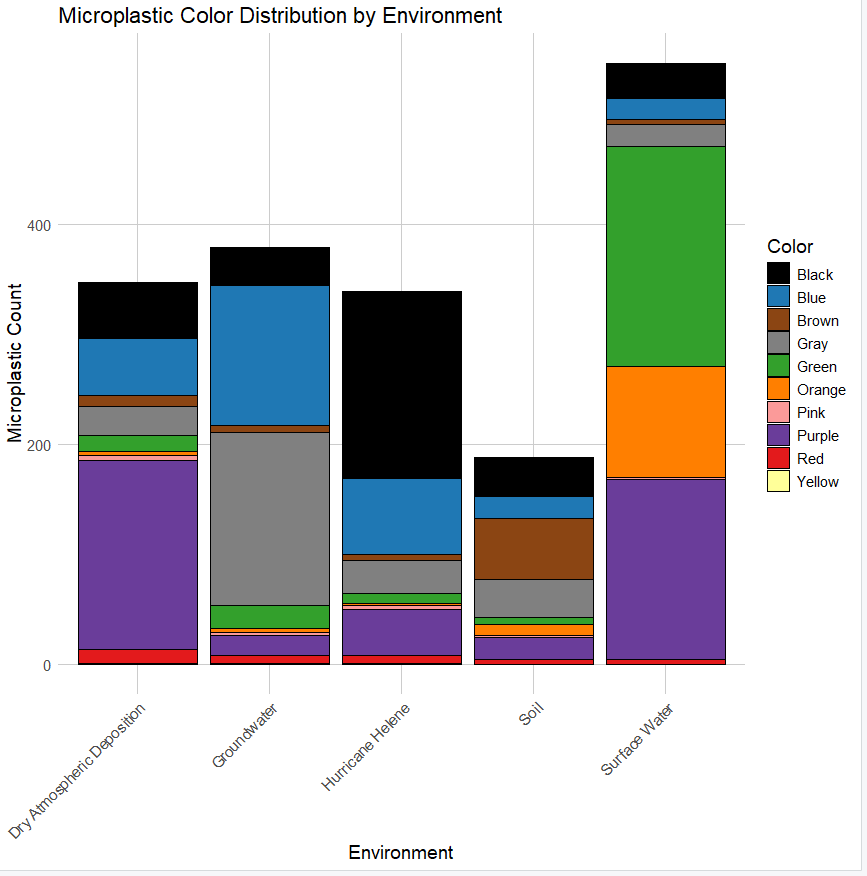 Microplastic Color Distribution by Environment
Microplastic Count
400
200
0
Dry Atmospheric Deposition
Groundwater
Hurricane Helene
Soil
Surface Water
Environment
Color
Black
Blue
Brown
Gray
Green
Orange
Pink
Purple
Red
Yellow